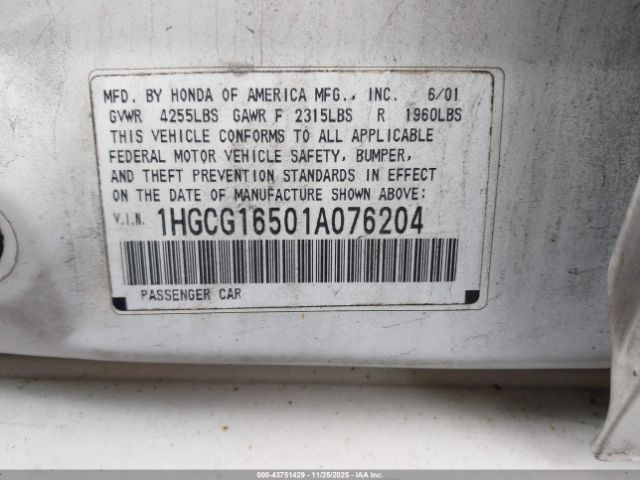 MFD. BY HONDA OF AMERICA MFG., INC. 6/01
GVWR 4255LBS GAWR F 2315LBS R 1960LBS
THIS VEHICLE CONFORMS TO ALL APPLICABLE
FEDERAL MOTOR VEHICLE SAFETY, BUMPER,
AND THEFT PREVENTION STANDARDS IN EFFECT
ON THE DATE OF MANUFACTURE SHOWN ABOVE:
V.I.N. 1HGCG16501A076204
PASSENGER CAR
000-43751429 - 11/25/2025 - IAAI.COM